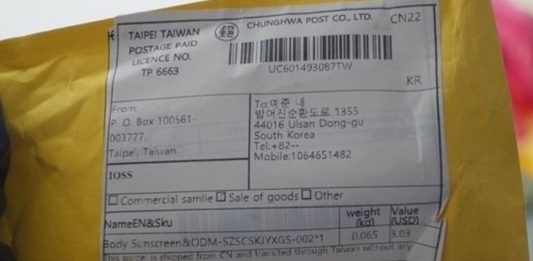 TAIPEI TAIWAN
POSTAGE PAID
LICENCE NO.
TP 6663
CHUNGHWA POST CO., LTD.
CN22
UC601493087TW
KR
From:
P. O. Box 100561-
003777,
Taipei, Taiwan
IOSS
To:예준 내
방어진순환도로 1355
44016 Ulsan Dong-gu
South Korea
Tel.+82--
Mobile:1064651482
Commercial samlie Sale of goods Other
NameEN&Sku weight (kg) Value (USD)
Body Sunscreen&ODM-SZSCSKJYXGS-002*1 0.065 3.03
This parcel is shipped from CN and transited through Taiwan without any